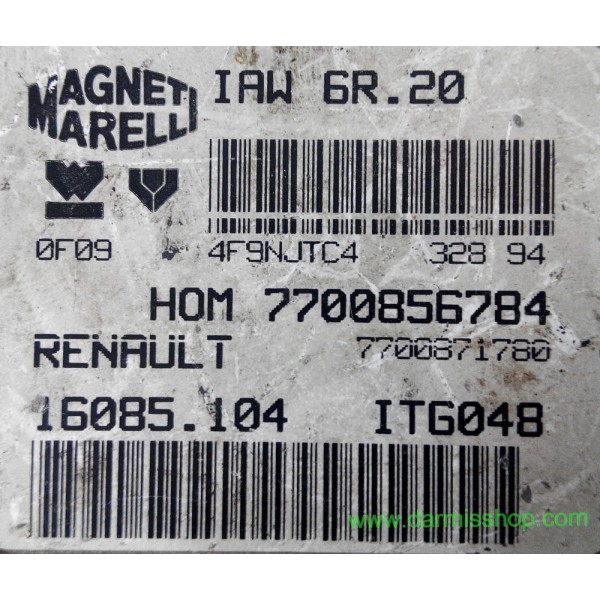 MAGNETI MARELLI
IAW 6R.20
0F09 4F9NJTC4 328 94
HOM 7700856784
RENAULT 7700871780
16085.104 ITG048
www.darmisshop.com